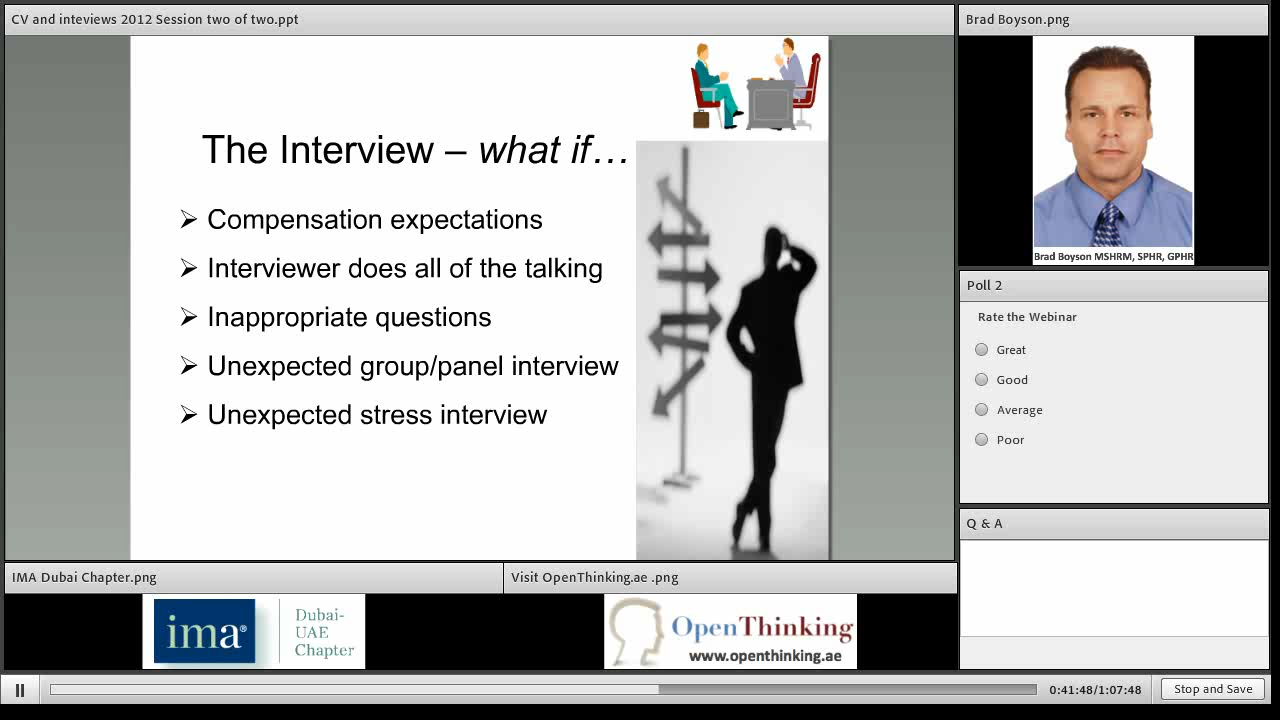 CV and inteviews 2012 Session two of two.ppt
The Interview – what if…
➢ Compensation expectations
➢ Interviewer does all of the talking
➢ Inappropriate questions
➢ Unexpected group/panel interview
➢ Unexpected stress interview
Brad Boyson.png
Brad Boyson MSHRM, SPHR, GPHR
Poll 2
Rate the Webinar
Great
Good
Average
Poor
Q & A
IMA Dubai Chapter.png
ima®
Dubai-
UAE
Chapter
Visit OpenThinking.ae .png
OpenThinking
www.openthinking.ae
0:41:48/1:07:48
Stop and Save